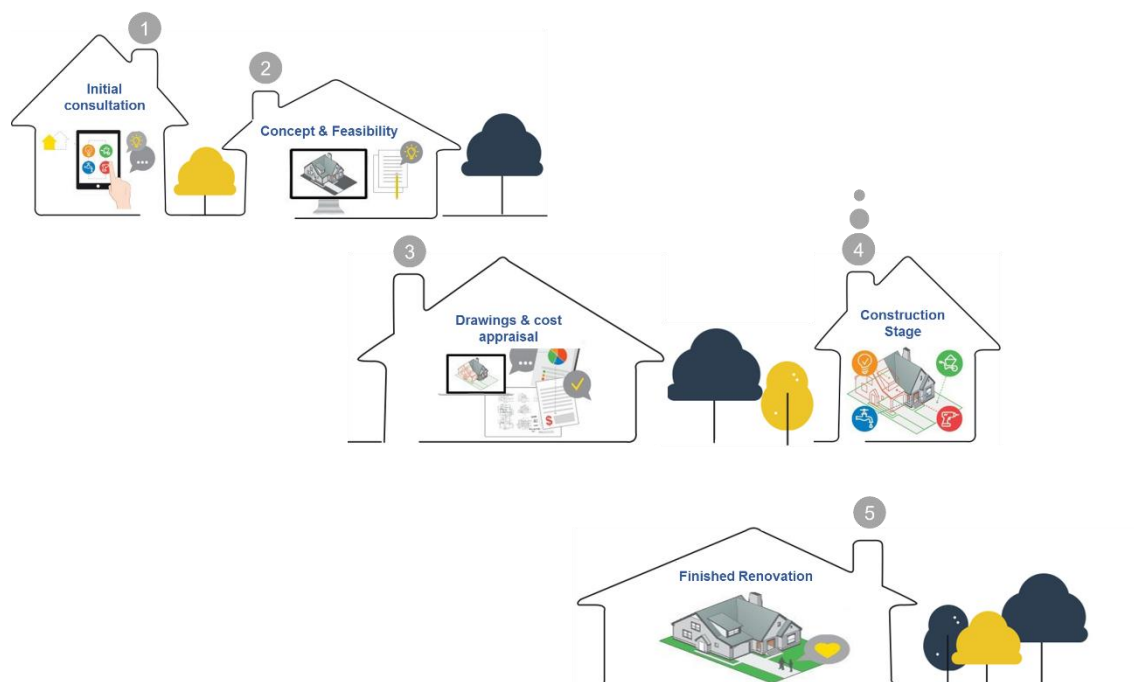 1
Initial
consultation
2
Concept & Feasibility
3
Drawings & cost
appraisal
$
4
Construction
Stage
5
Finished Renovation